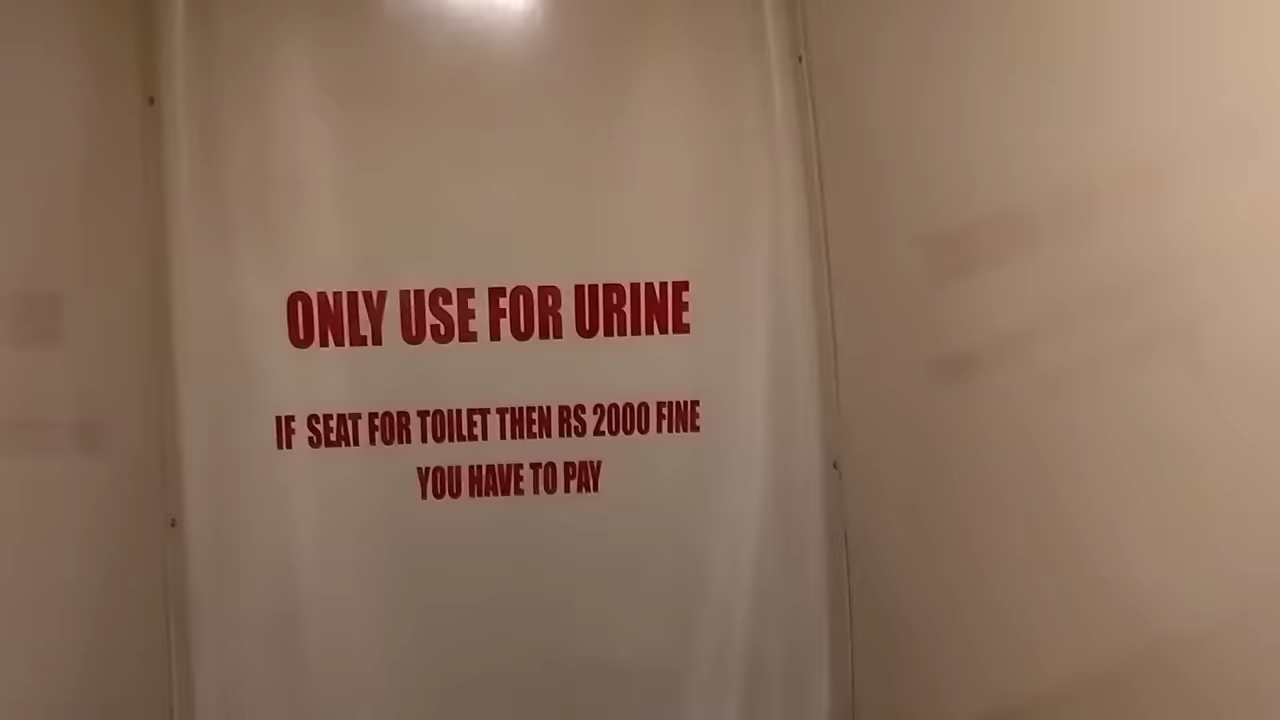 ONLY USE FOR URINE
IF SEAT FOR TOILET THEN RS 2000 FINE
YOU HAVE TO PAY